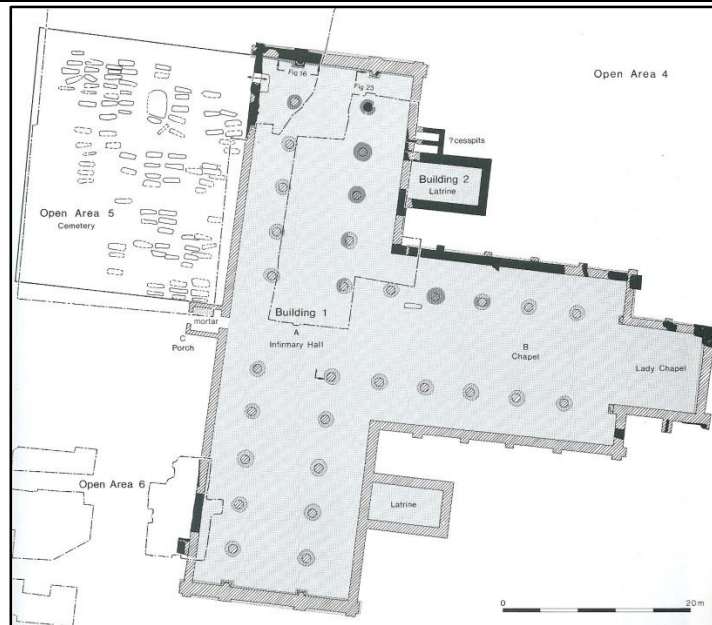 Fig 16
Fig 23
Open Area 4
?cesspits
Building 2
Latrine
Open Area 5
Cemetery
mortar
C
Porch
Building 1
A
Infirmary Hall
B
Chapel
Lady Chapel
Open Area 6
Latrine
0
20m